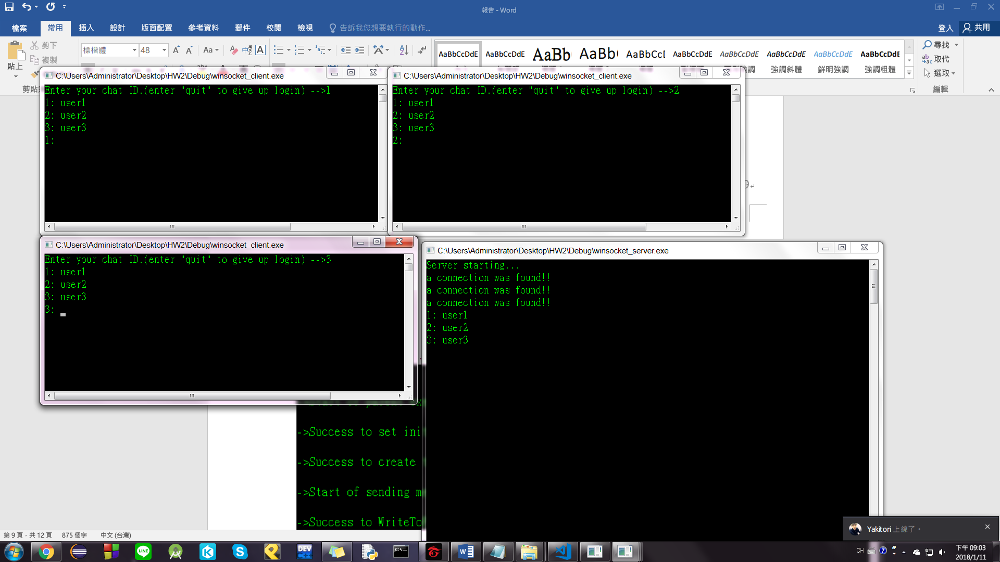 報告 - Word
檔案 常用 插入 設計 版面配置 參考資料 郵件 校閱 檢視 告訴我您想要執行的動作... 登入 共用
貼上 剪下 複製
標楷體 48
AaBbCcDdE AaBbCcDdE AaBb AaBb AaBbCc AaBbCcDdE AaBbCcDdE AaBbCcDdE AaBbCcDdE AaBbCcDdE
強調斜體 鮮明強調 強調粗體
尋找
取代
選取
編輯
C:\Users\Administrator\Desktop\HW2\Debug\winsocket_client.exe
Enter your chat ID.(enter "quit" to give up login) -->1
1: user1
2: user2
3: user3
1:
C:\Users\Administrator\Desktop\HW2\Debug\winsocket_client.exe
Enter your chat ID.(enter "quit" to give up login) -->2
1: user1
2: user2
3: user3
2:
C:\Users\Administrator\Desktop\HW2\Debug\winsocket_client.exe
Enter your chat ID.(enter "quit" to give up login) -->3
1: user1
2: user2
3: user3
3:
C:\Users\Administrator\Desktop\HW2\Debug\winsocket_server.exe
Server starting...
a connection was found!!
a connection was found!!
a connection was found!!
1: user1
2: user2
3: user3
->Success to set ini
->Success to create
->Start of sending m
->Success to WriteTo
Yakitori 上線了。
第 9 頁，共 12 頁 875 個字 中文 (台灣)
LINE
DEV
CH
下午 09:03
2018/1/11